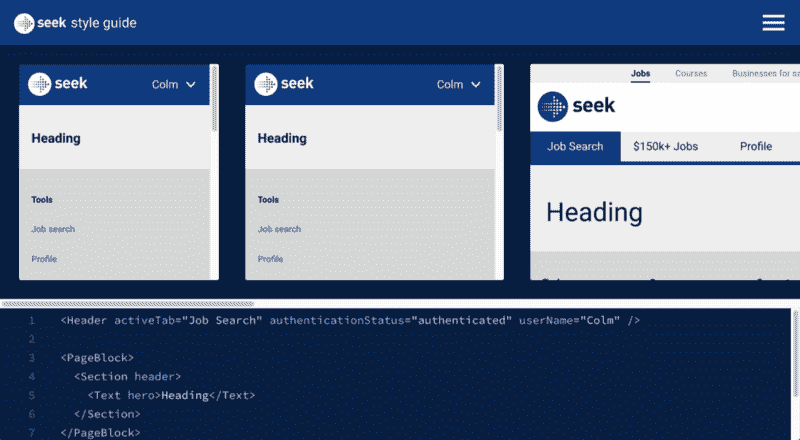 seek style guide
seek Colm
Heading
Tools
Job search
Profile
seek Colm
Heading
Tools
Job search
Profile
Jobs Courses Businesses for
seek
Job Search $150k+ Jobs Profile
Heading
1 <Header activeTab="Job Search" authenticationStatus="authenticated" userName="Colm" />
2
3 <PageBlock>
4 <Section header>
5 <Text hero>Heading</Text>
6 </Section>
7 </PageBlock>